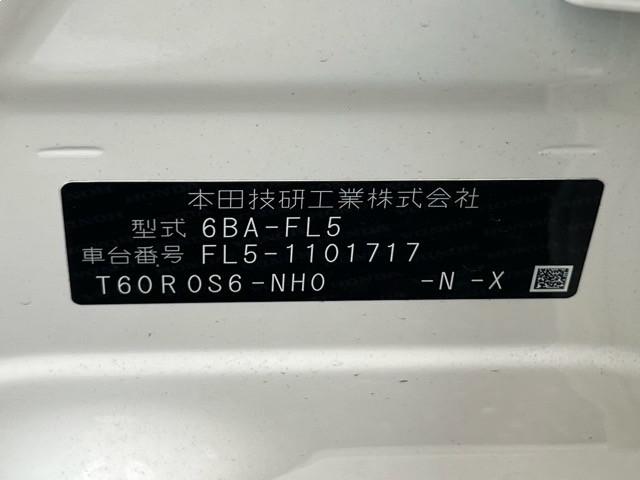 本田技研工業株式会社
型式 6BA-FL5
車台番号 FL5-1101717
T60R0S6-NH0 -N -X